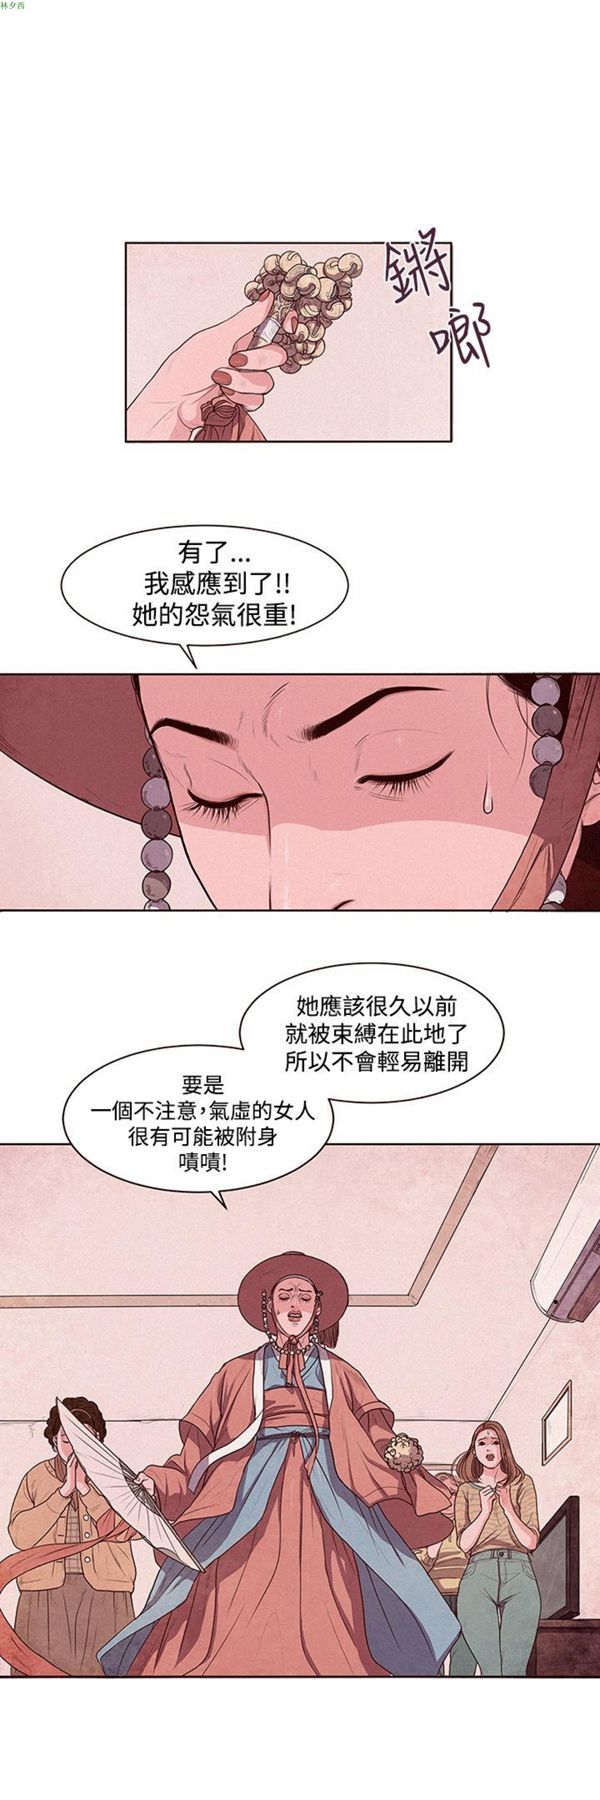 林夕西
鏘
啷
有了…
我感應到了!!
她的怨氣很重!
她應該很久以前
就被束縛在此地了
所以不會輕易離開
要是
一個不注意,氣虛的女人
很有可能被附身
嘖嘖!